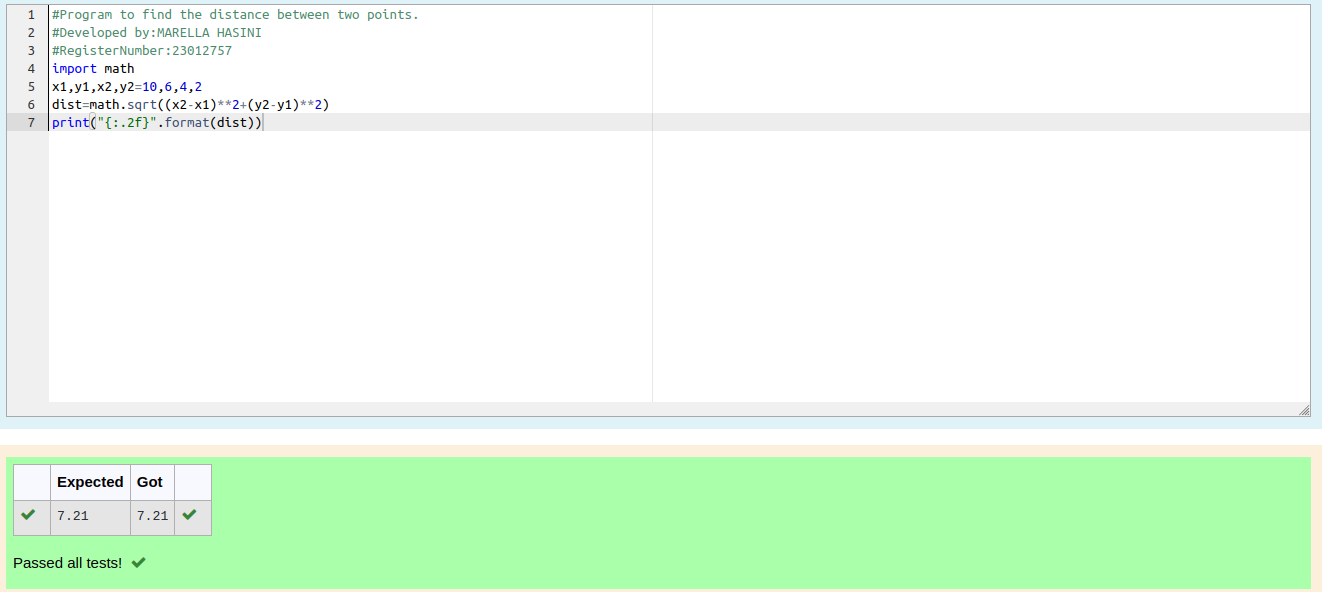 1 #Program to find the distance between two points.
2 #Developed by:MARELLA HASINI
3 #RegisterNumber:23012757
4 import math
5 x1,y1,x2,y2=10,6,4,2
6 dist=math.sqrt((x2-x1)**2+(y2-y1)**2)
7 print("{:.2f}".format(dist))
Expected Got
7.21 7.21
Passed all tests!